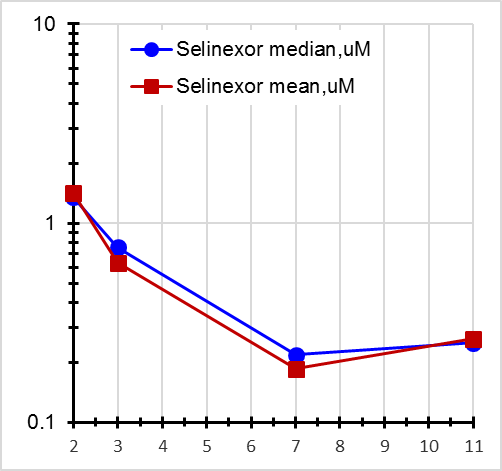 10
Selinexor median,uM
Selinexor mean,uM
1
0.1
2 3 4 5 6 7 8 9 10 11